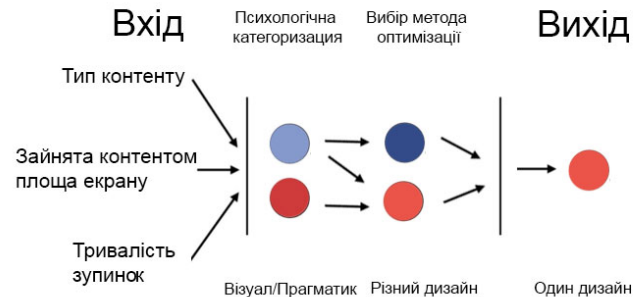 Вхід
Психологічна
категоризация
Вибір метода
оптимізації
Вихід
Тип контенту
Зайнята контентом
площа екрану
Тривалість
зупинок
Візуал/Прагматик
Різний дизайн
Один дизайн